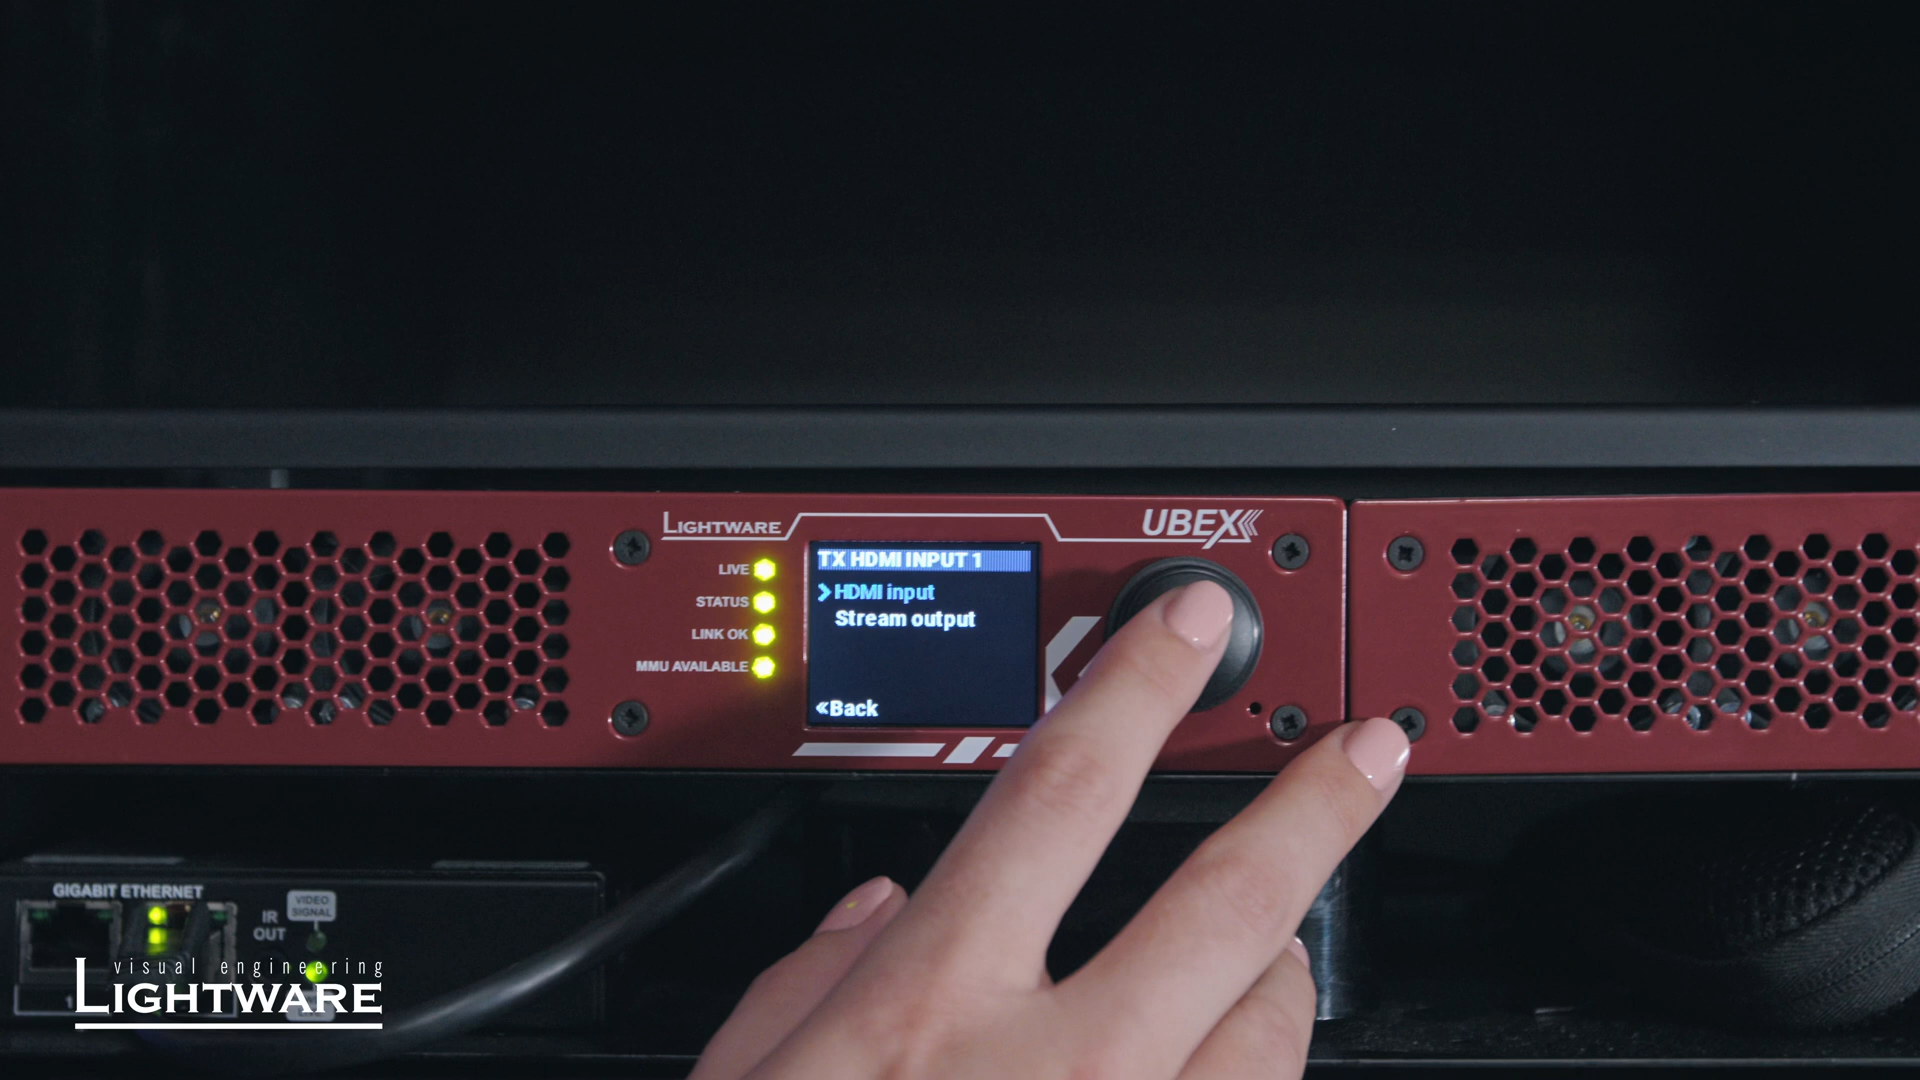 LIGHTWARE
UBEX
LIVE
STATUS
LINK OK
MMU AVAILABLE
TX HDMI INPUT 1
HDMI input
Stream output
«Back
GIGABIT ETHERNET
IR
OUT
VIDEO
SIGNAL
visual engineering
LIGHTWARE